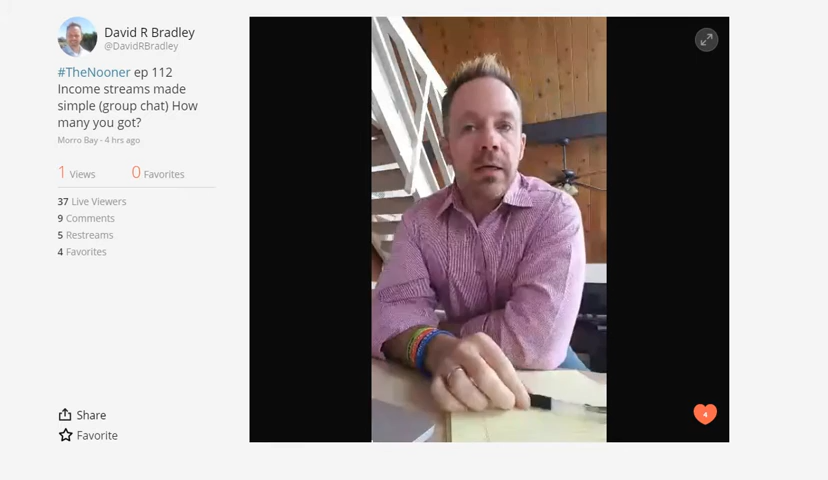 David R Bradley
@DavidRBradley
#TheNooner ep 112
Income streams made
simple (group chat) How
many you got?
Morro Bay - 4 hrs ago
1 Views 0 Favorites
37 Live Viewers
9 Comments
5 Restreams
4 Favorites
Share
Favorite
4